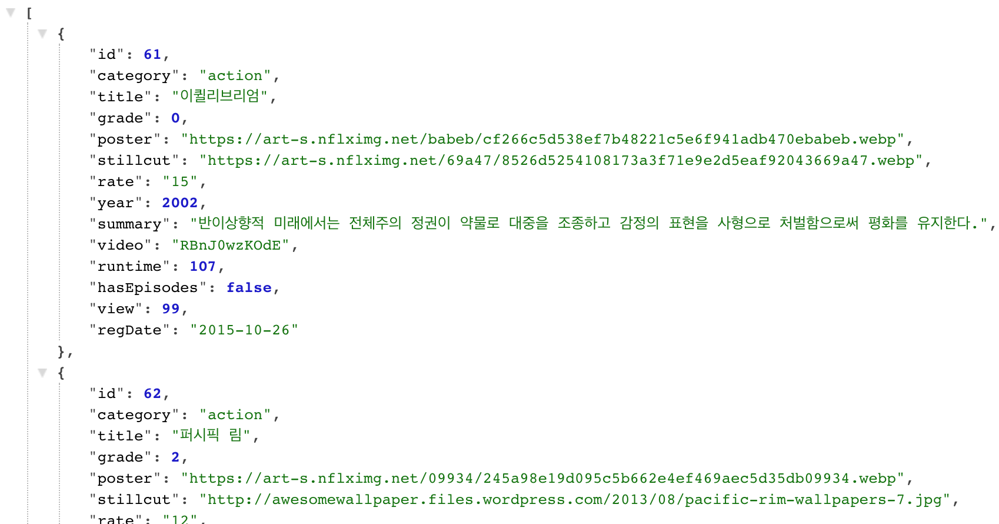 [
{
"id": 61,
"category": "action",
"title": "이퀼리브리엄",
"grade": 0,
"poster": "https://art-s.nflximg.net/babeb/cf266c5d538ef7b48221c5e6f941adb470ebabeb.webp",
"stillcut": "https://art-s.nflximg.net/69a47/8526d5254108173a3f71e9e2d5eaf92043669a47.webp",
"rate": "15",
"year": 2002,
"summary": "반이상향적 미래에서는 전체주의 정권이 약물로 대중을 조종하고 감정의 표현을 사형으로 처벌함으로써 평화를 유지한다.",
"video": "RBnJ0wzKOdE",
"runtime": 107,
"hasEpisodes": false,
"view": 99,
"regDate": "2015-10-26"
},
{
"id": 62,
"category": "action",
"title": "퍼시픽 림",
"grade": 2,
"poster": "https://art-s.nflximg.net/09934/245a98e19d095c5b662e4ef469aec5d35db09934.webp",
"stillcut": "http://awesomewallpaper.files.wordpress.com/2013/08/pacific-rim-wallpapers-7.jpg",
"rate": "12",